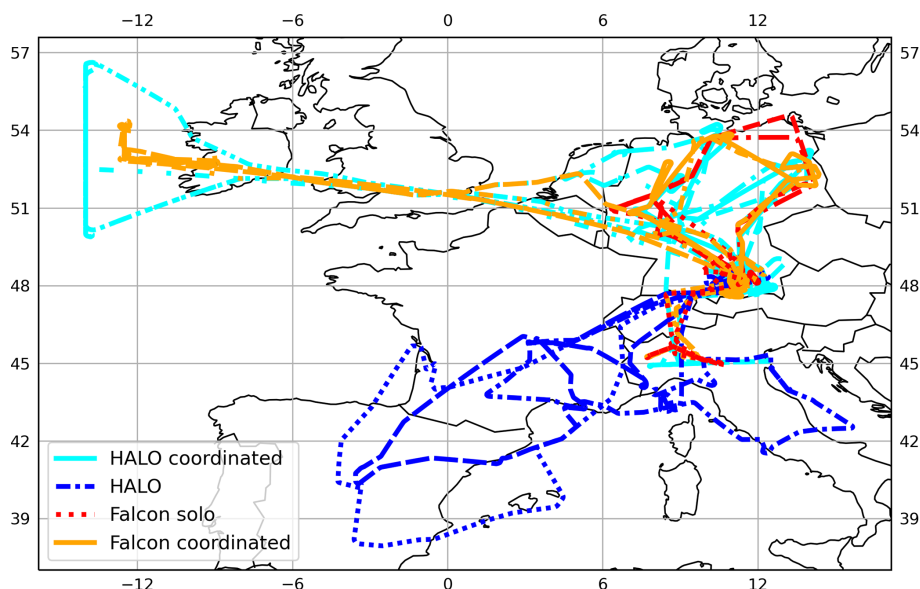 −12 −6 0 6 12
57 57
54 54
51 51
48 48
45 45
42 42
39 39
HALO coordinated
HALO
Falcon solo
Falcon coordinated
−12 −6 0 6 12